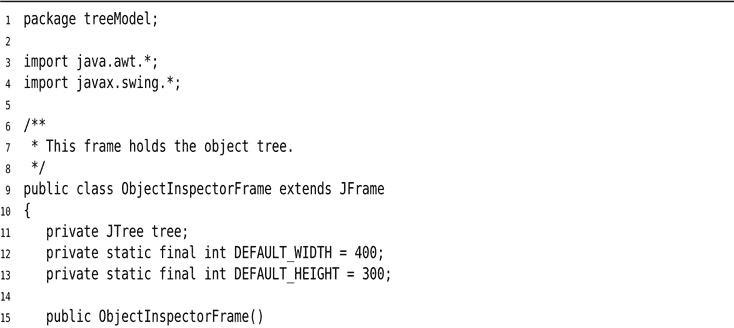 1 package treeModel;
2
3 import java.awt.*;
4 import javax.swing.*;
5
6 /**
7  * This frame holds the object tree.
8  */
9 public class ObjectInspectorFrame extends JFrame
10 {
11    private JTree tree;
12    private static final int DEFAULT_WIDTH = 400;
13    private static final int DEFAULT_HEIGHT = 300;
14
15    public ObjectInspectorFrame()